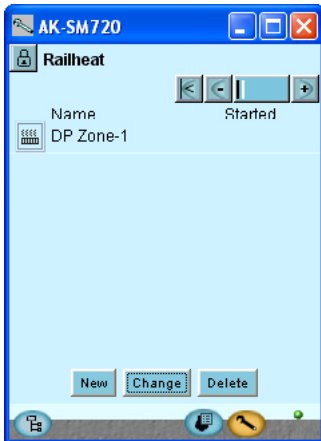 AK-SM720
Railheat
Name Started
DP Zone-1
New Change Delete